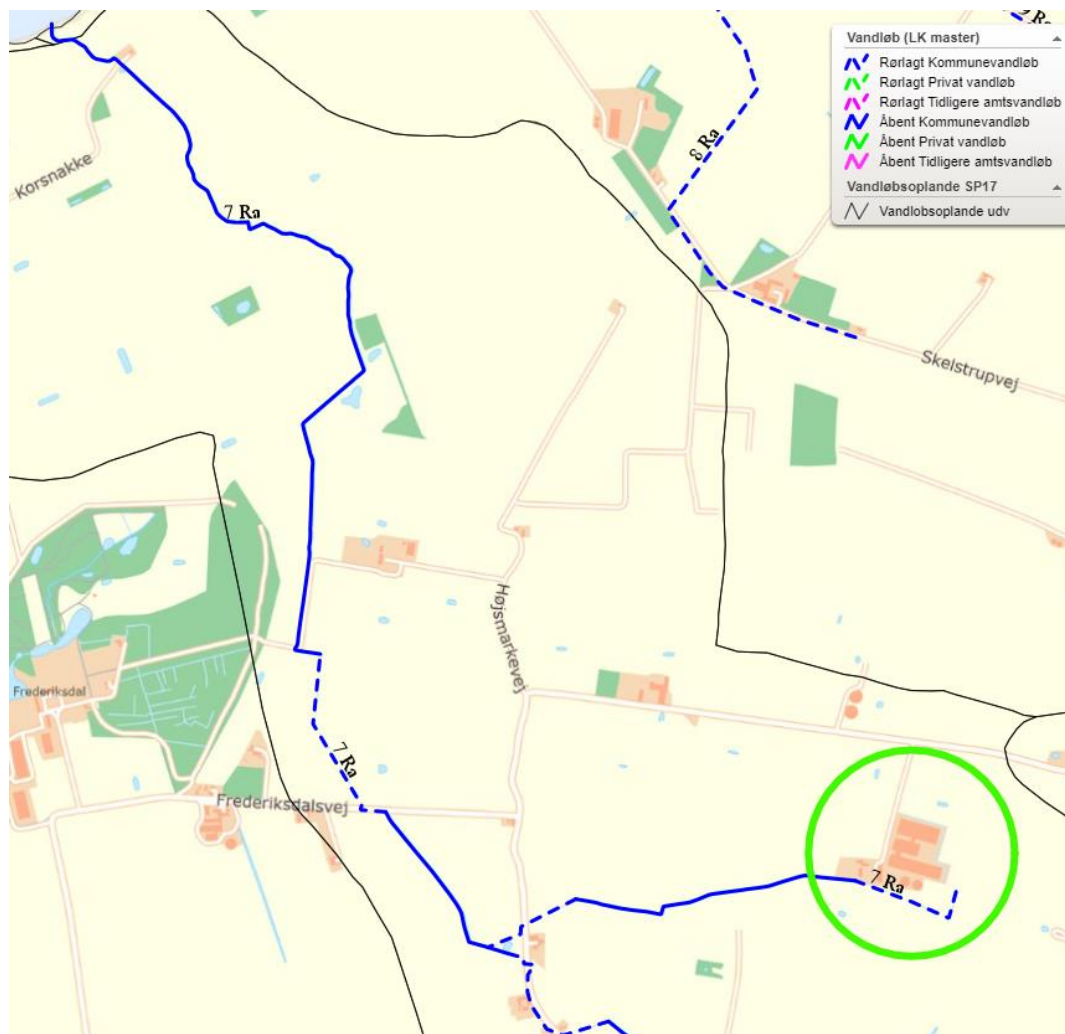 Vandløb (LK master)
Rørlagt Kommunevandløb
Rørlagt Privat vandløb
Rørlagt Tidligere amtsvandløb
Åbent Kommunevandløb
Åbent Privat vandløb
Åbent Tidligere amtsvandløb
Vandløbsoplande SP17
Vandlobsoplande udv
8 Ra
Korsnakke
7 Ra
Skelstrupvej
Højsmarkevej
Frederiksdal
7 Ra
Frederiksdalsvej
7 Ra